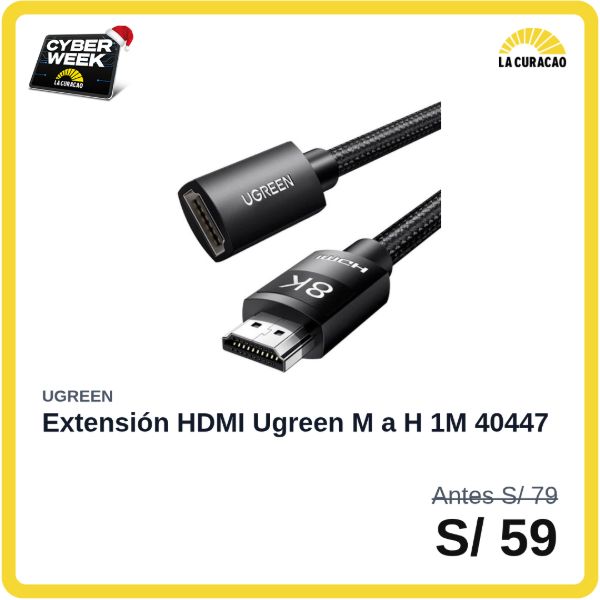 CYBER
WEEK
LA CURACAO
LA CURACAO
UGREEN
HDMI
8K
UGREEN
Extensión HDMI Ugreen M a H 1M 40447
Antes S/ 79
S/ 59